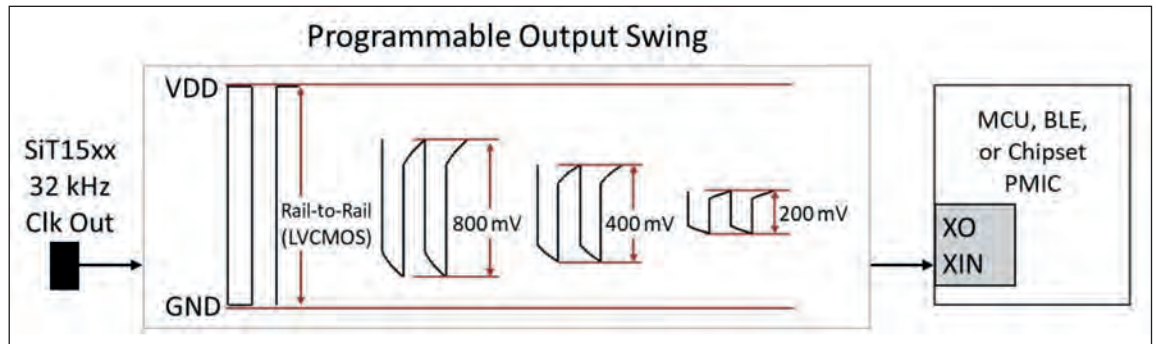 Programmable Output Swing
VDD
SiT15xx
32 kHz
Clk Out
GND
Rail-to-Rail
(LVCMOS)
800 mV
400 mV
200 mV
MCU, BLE,
or Chipset
PMIC
XO
XIN